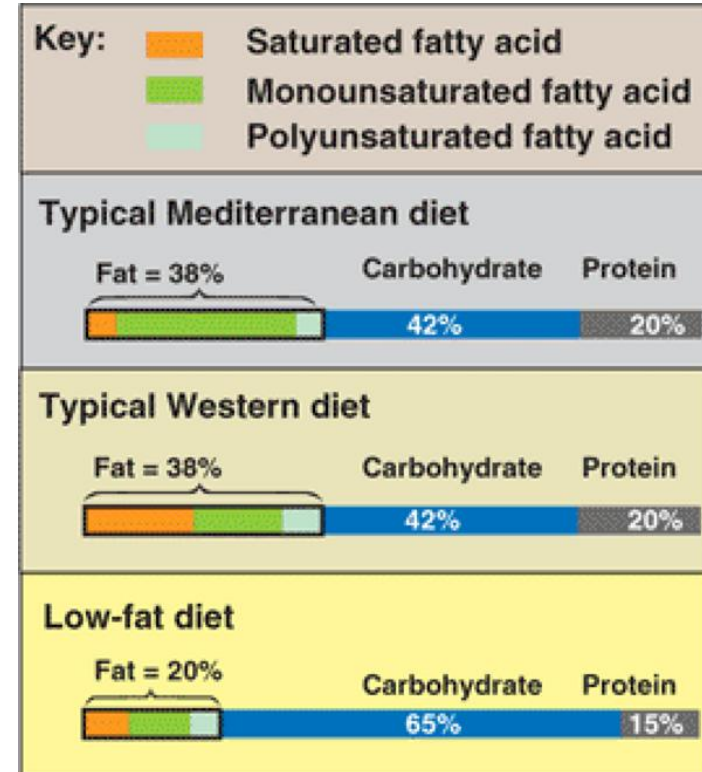 Key: Saturated fatty acid
Monounsaturated fatty acid
Polyunsaturated fatty acid
Typical Mediterranean diet
Fat = 38% Carbohydrate Protein
42% 20%
Typical Western diet
Fat = 38% Carbohydrate Protein
42% 20%
Low-fat diet
Fat = 20% Carbohydrate Protein
65% 15%